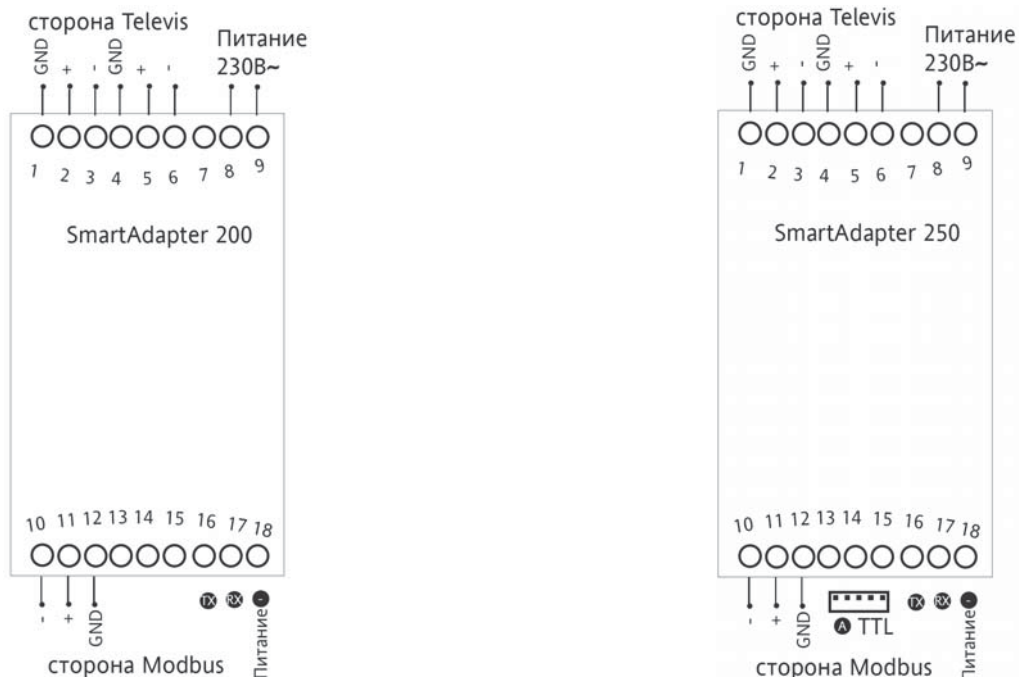 сторона Televis
Питание
230В~
GND + - GND + -
1 2 3 4 5 6 7 8 9
SmartAdapter 200
10 11 12 13 14 15 16 17 18
- + GND
TX RX -
Питание
сторона Modbus
сторона Televis
Питание
230В~
GND + - GND + -
1 2 3 4 5 6 7 8 9
SmartAdapter 250
10 11 12 13 14 15 16 17 18
- + GND
TX RX -
A TTL
Питание
сторона Modbus